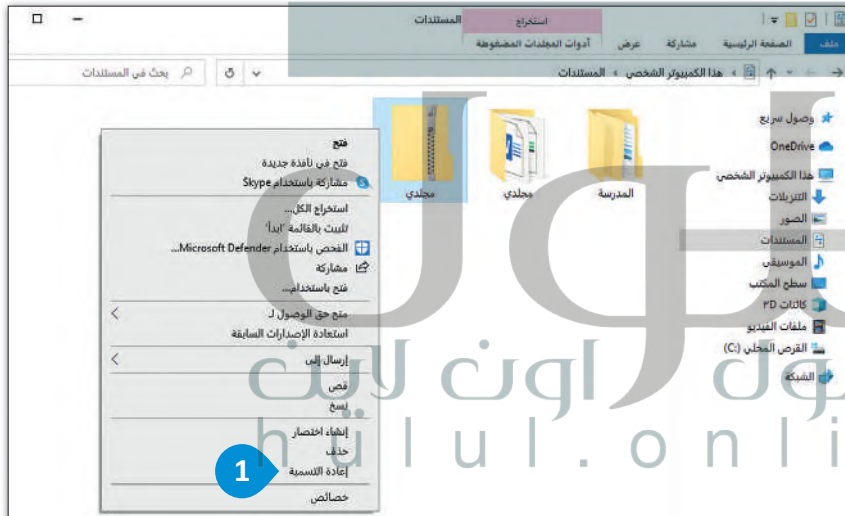 استخراج
المستندات
ملف
الصفحة الرئيسية
مشاركة
عرض
أدوات المجلدات المضغوطة
هذا الكمبيوتر الشخصي
المستندات
بحث في المستندات
وصول سريع
OneDrive
هذا الكمبيوتر الشخصي
التنزيلات
الصور
المستندات
الموسيقى
سطح المكتب
كائنات ٣D
ملفات الفيديو
القرص المحلي (C:)
الشبكة
المدرسة
مجلدي
مجلدي
فتح
فتح في نافذة جديدة
مشاركة باستخدام Skype
استخراج الكل...
تثبيت بالقائمة "ابدأ"
الفحص باستخدام Microsoft Defender...
مشاركة
فتح باستخدام...
منح حق الوصول لـ
استعادة الإصدارات السابقة
إرسال إلى
قص
نسخ
إنشاء اختصار
حذف
إعادة التسمية
1
خصائص
اون لاين
hulul.onli